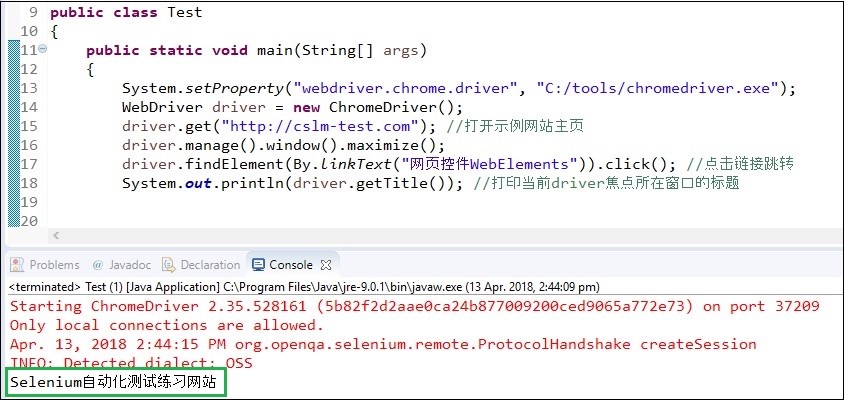 9 public class Test
10 {
11 public static void main(String[] args)
12 {
13 System.setProperty("webdriver.chrome.driver", "C:/tools/chromedriver.exe");
14 WebDriver driver = new ChromeDriver();
15 driver.get("http://cslm-test.com"); //打开示例网站主页
16 driver.manage().window().maximize();
17 driver.findElement(By.linkText("网页控件WebElements")).click(); //点击链接跳转
18 System.out.println(driver.getTitle()); //打印当前driver焦点所在窗口的标题
19
20
Problems @ Javadoc Declaration Console
<terminated> Test (1) [Java Application] C:\Program Files\Java\jre-9.0.1\bin\javaw.exe (13 Apr. 2018, 2:44:09 pm)
Starting ChromeDriver 2.35.528161 (5b82f2d2aae0ca24b877009200ced9065a772e73) on port 37209
Only local connections are allowed.
Apr. 13, 2018 2:44:15 PM org.openqa.selenium.remote.ProtocolHandshake createSession
INFO: Detected dialect: OSS
Selenium自动化测试练习网站